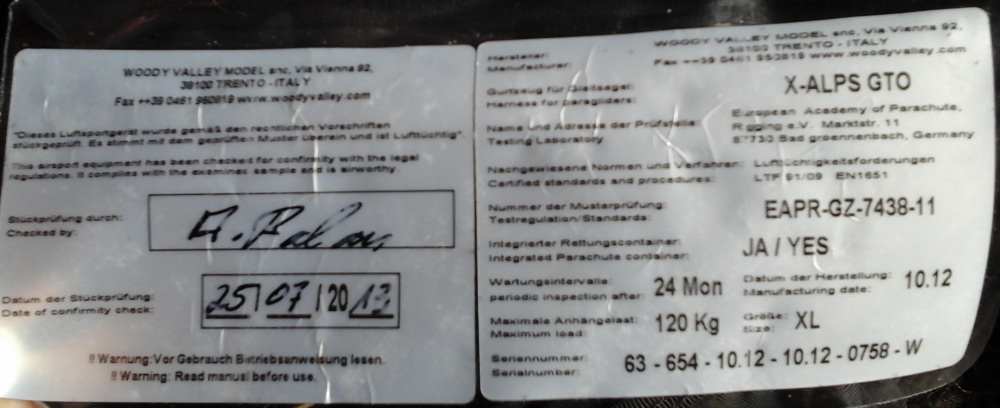 WOODY VALLEY MODEL snc, Via Vienna 92,
38100 TRENTO - ITALY
Fax ++39 0461 950819 www.woodyvalley.com
"Dieses Luftsportgerät wurde gemäß den rechtlichen Vorschriften
stückgeprüft. Es stimmt mit dem geprüften Muster überein und ist Lufttüchtig".
This airsport equipment has been checked for confirmity with the legal
regulations. It complies with the examinee sample and is airworthy.
Stückprüfung durch:
Checked by:
Datum der Stückprüfung:
Date of confirmity check:
25/07/2013
!! Warnung: Vor Gebrauch Betriebsanweisung lesen.
!! Warning: Read manual before use.
Hersteller:
Manufacturer:
WOODY VALLEY MODEL snc, Via Vienna 92,
38100 TRENTO - ITALY
Fax ++39 0461 950819 www.woodyvalley.com
Gurtzeug für Gleitsegel:
Harness for paragliders:
X-ALPS GTO
Name und Adresse der Prüfstelle:
Testing Laboratory
European Academy of Parachute,
Rigging e.V. Marktstr. 11
87730 Bad groennenbach, Germany
Nachgewiesene Normen und Verfahren:
Certified standards and procedures:
Lufttüchtigkeitsforderungen
LTF 91/09 EN1651
Nummer der Musterprüfung:
Testregulation/Standards:
EAPR-GZ-7438-11
Integrierter Rettungscontainer:
Integrated Parachute container:
JA / YES
Wartungsintervalle:
periodic inspection after:
24 Mon
Datum der Herstellung:
Manufacturing date:
10.12
Maximale Anhängelast:
Maximum load:
120 Kg
Größe:
Size:
XL
Seriennummer:
Serialnumber:
63 - 654 - 10.12 - 10.12 - 0758 - W